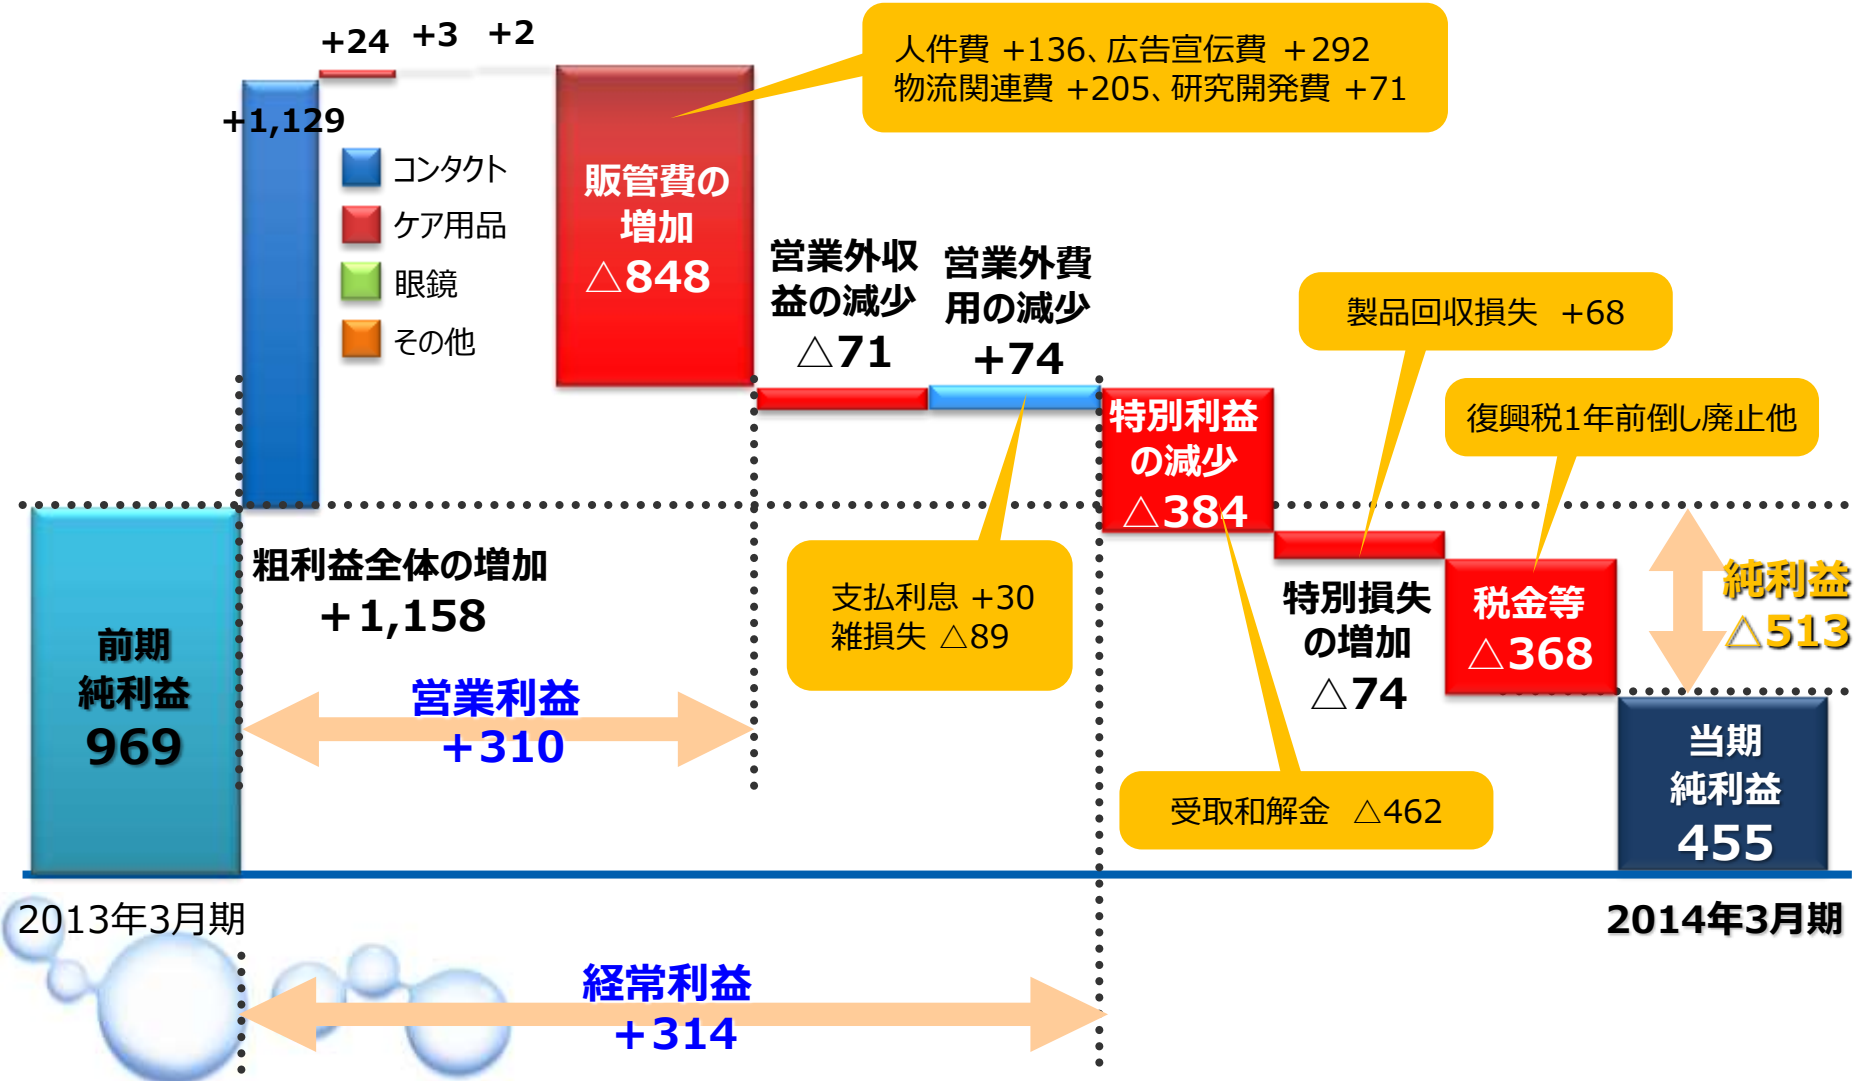 +24 +3 +2
+1,129
コンタクト
ケア用品
眼鏡
その他
人件費 +136、広告宣伝費 +292
物流関連費 +205、研究開発費 +71
販管費の
増加
△848
営業外収
益の減少
△71
営業外費
用の減少
+74
製品回収損失 +68
復興税1年前倒し廃止他
特別利益
の減少
△384
粗利益全体の増加
+1,158
支払利息 +30
雑損失 △89
特別損失
の増加
△74
税金等
△368
純利益
△513
前期
純利益
969
営業利益
+310
受取和解金 △462
当期
純利益
455
2013年3月期
2014年3月期
経常利益
+314